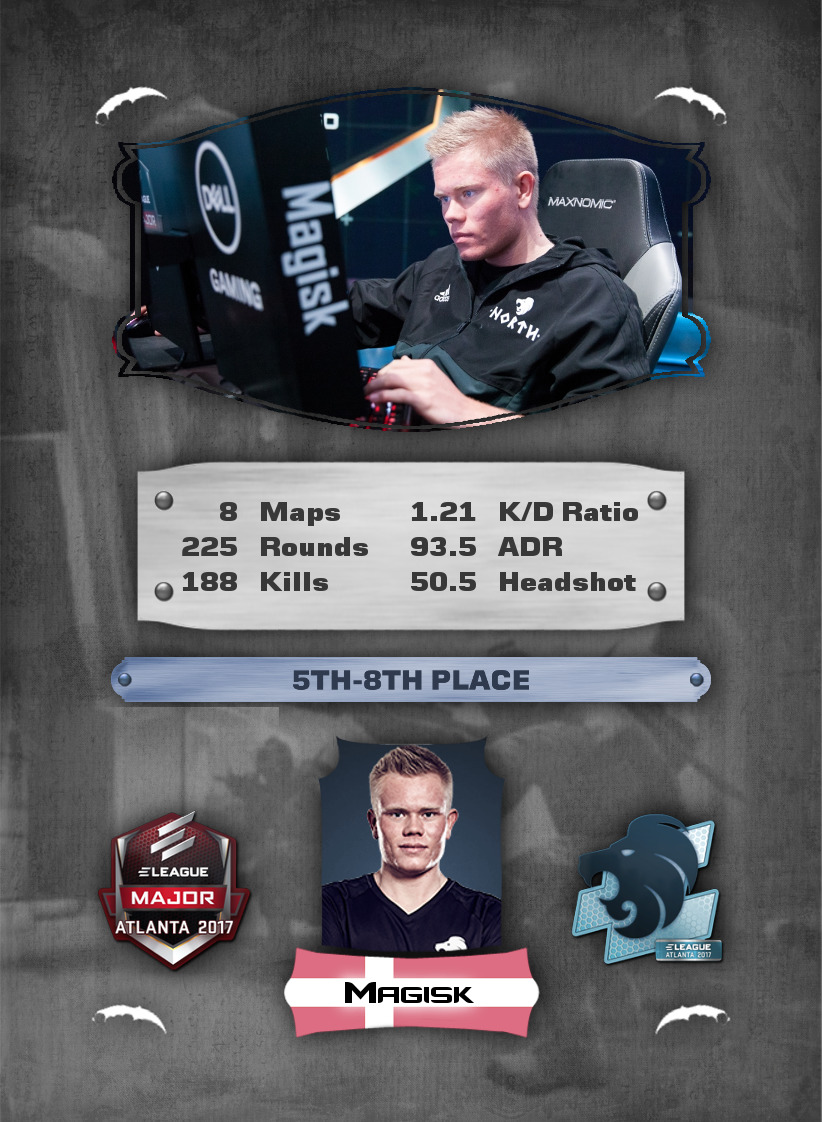 DELL
GAMING
Magisk
MAXNOMIC
adidas
NORTH
8 Maps 1.21 K/D Ratio
225 Rounds 93.5 ADR
188 Kills 50.5 Headshot
5TH-8TH PLACE
ELEAGUE
MAJOR
ATLANTA 2017
ELEAGUE
ATLANTA 2017
MAGISK